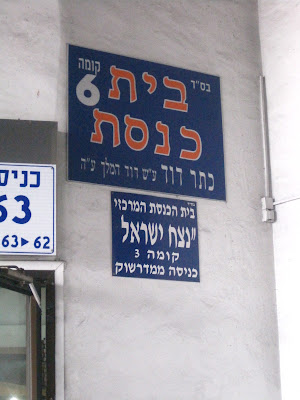 בס״ד
קומה
6
בית
כנסת
כתר דוד ע״ש דוד המלך ע״ה
בית הכנסת המרכזי
״נצח ישראל
קומה 3
כניסה ממדרשוק
כניס
63
63 ▸ 62